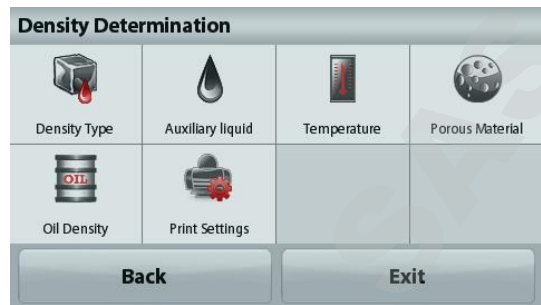 Density Determination
Density Type
Auxiliary liquid
Temperature
Porous Material
OIL
Oil Density
Print Settings
Back
Exit